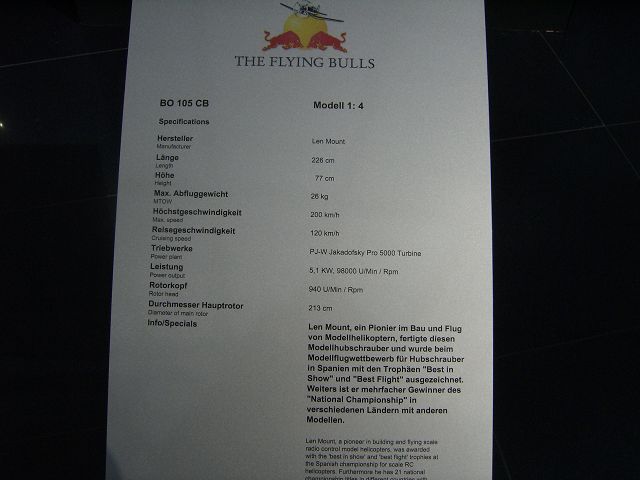 THE FLYING BULLS
BO 105 CB Modell 1: 4
Specifications
Hersteller
Manufacturer
Len Mount
Länge
Length
226 cm
Höhe
Height
77 cm
Max. Abfluggewicht
MTOW
26 kg
Höchstgeschwindigkeit
Max. speed
200 km/h
Reisegeschwindigkeit
Cruising speed
120 km/h
Triebwerke
Power plant
PJ-W Jakadofsky Pro 5000 Turbine
Leistung
Power output
5,1 KW, 98000 U/Min / Rpm
Rotorkopf
Rotor head
940 U/Min / Rpm
Durchmesser Hauptrotor
Diameter of main rotor
213 cm
Info/Specials
Len Mount, ein Pionier im Bau und Flug
von Modellhelikoptern, fertigte diesen
Modellhubschrauber und wurde beim
Modellflugwettbewerb für Hubschrauber
in Spanien mit den Trophäen "Best in
Show" und "Best Flight" ausgezeichnet.
Weiters ist er mehrfacher Gewinner des
"National Championship" in
verschiedenen Ländern mit anderen
Modellen.
Len Mount, a pioneer in building and flying scale
radio control model helicopters, was awarded
with the 'best in show' and 'best flight' trophies at
the Spanish championship for scale RC
helicopters. Furthermore he has 21 national
championship titles in different countries with